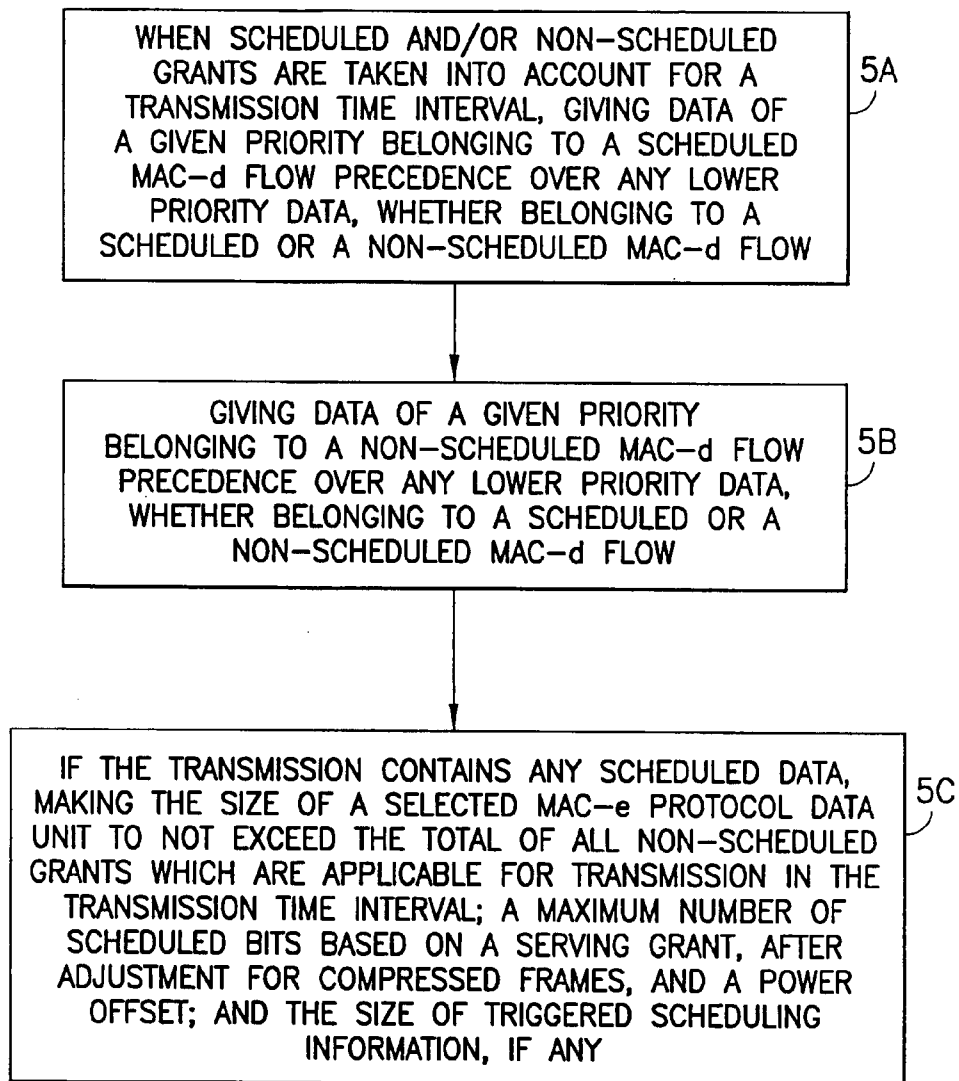 WHEN SCHEDULED AND/OR NON-SCHEDULED
GRANTS ARE TAKEN INTO ACCOUNT FOR A
TRANSMISSION TIME INTERVAL, GIVING DATA OF
A GIVEN PRIORITY BELONGING TO A SCHEDULED
MAC-d FLOW PRECEDENCE OVER ANY LOWER
PRIORITY DATA, WHETHER BELONGING TO A
SCHEDULED OR A NON-SCHEDULED MAC-d FLOW
5A
GIVING DATA OF A GIVEN PRIORITY
BELONGING TO A NON-SCHEDULED MAC-d FLOW
PRECEDENCE OVER ANY LOWER PRIORITY DATA,
WHETHER BELONGING TO A SCHEDULED OR A
NON-SCHEDULED MAC-d FLOW
5B
IF THE TRANSMISSION CONTAINS ANY SCHEDULED DATA,
MAKING THE SIZE OF A SELECTED MAC-e PROTOCOL DATA
UNIT TO NOT EXCEED THE TOTAL OF ALL NON-SCHEDULED
GRANTS WHICH ARE APPLICABLE FOR TRANSMISSION IN THE
TRANSMISSION TIME INTERVAL; A MAXIMUM NUMBER OF
SCHEDULED BITS BASED ON A SERVING GRANT, AFTER
ADJUSTMENT FOR COMPRESSED FRAMES, AND A POWER
OFFSET; AND THE SIZE OF TRIGGERED SCHEDULING
INFORMATION, IF ANY
5C